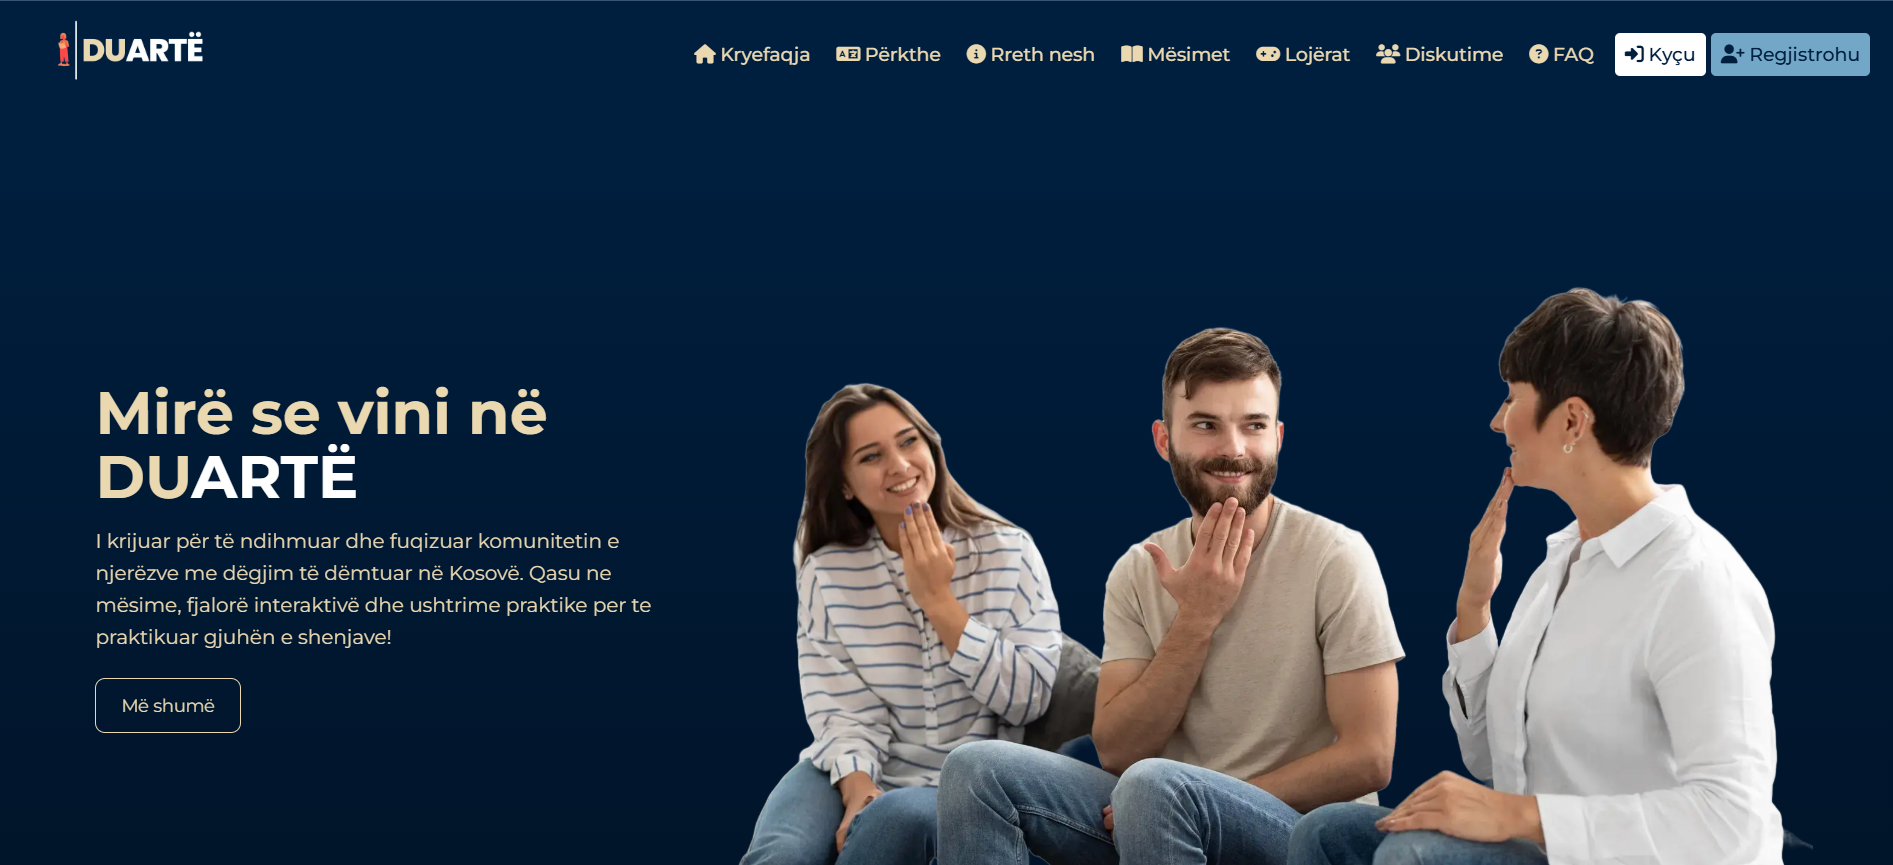 DUARTË
Kryefaqja
Përkthe
Rreth nesh
Mësimet
Lojërat
Diskutime
FAQ
Kyçu
Regjistrohu
Mirë se vini në
DUARTË
I krijuar për të ndihmuar dhe fuqizuar komunitetin e
njerëzve me dëgjim të dëmtuar në Kosovë. Qasu ne
mësime, fjalorë interaktivë dhe ushtrime praktike per te
praktikuar gjuhën e shenjave!
Më shumë